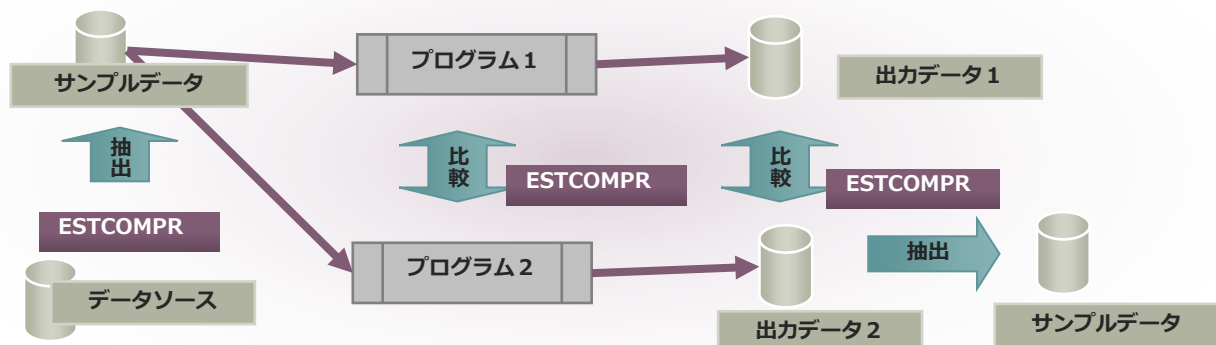 サンプルデータ
プログラム１
出力データ１
抽
出
比
較
ESTCOMPR
比
較
ESTCOMPR
ESTCOMPR
プログラム２
抽出
データソース
出力データ２
サンプルデータ